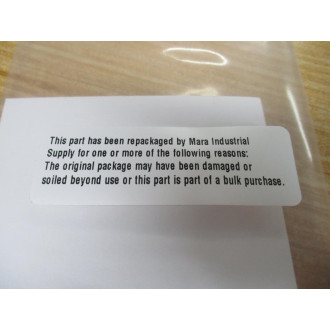 This part has been repackaged by Mara Industrial
Supply for one or more of the following reasons:
The original package may have been damaged or
soiled beyond use or this part is part of a bulk purchase.